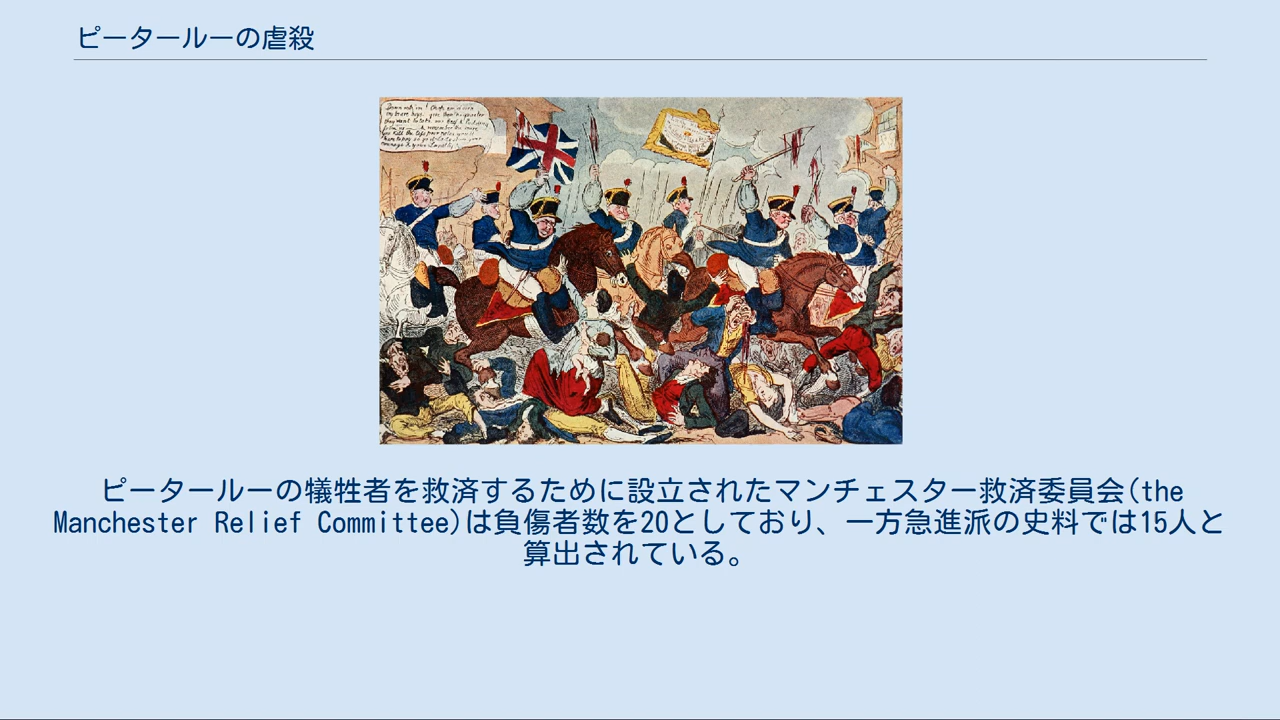 ピータールーの虐殺
ピータールーの犠牲者を救済するために設立されたマンチェスター救済委員会(the
Manchester Relief Committee)は負傷者数を20としており、一方急進派の史料では15人と
算出されている。